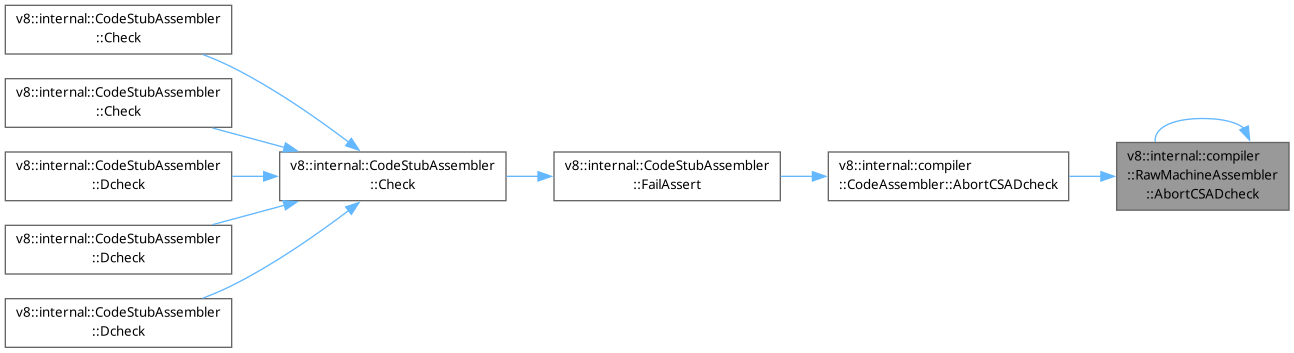 v8::internal::CodeStubAssembler
::Check
v8::internal::CodeStubAssembler
::Check
v8::internal::CodeStubAssembler
::Dcheck
v8::internal::CodeStubAssembler
::Dcheck
v8::internal::CodeStubAssembler
::Dcheck
v8::internal::CodeStubAssembler
::Check
v8::internal::CodeStubAssembler
::FailAssert
v8::internal::compiler
::CodeAssembler::AbortCSADcheck
v8::internal::compiler
::RawMachineAssembler
::AbortCSADcheck